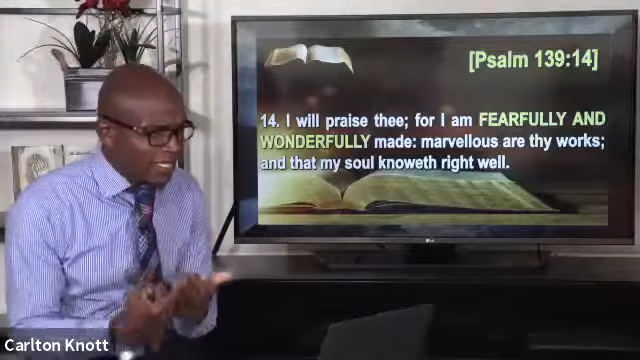 [Psalm 139:14]
14. I will praise thee; for I am FEARFULLY AND
WONDERFULLY made: marvellous are thy works;
and that my soul knoweth right well.
LG
Carlton Knott